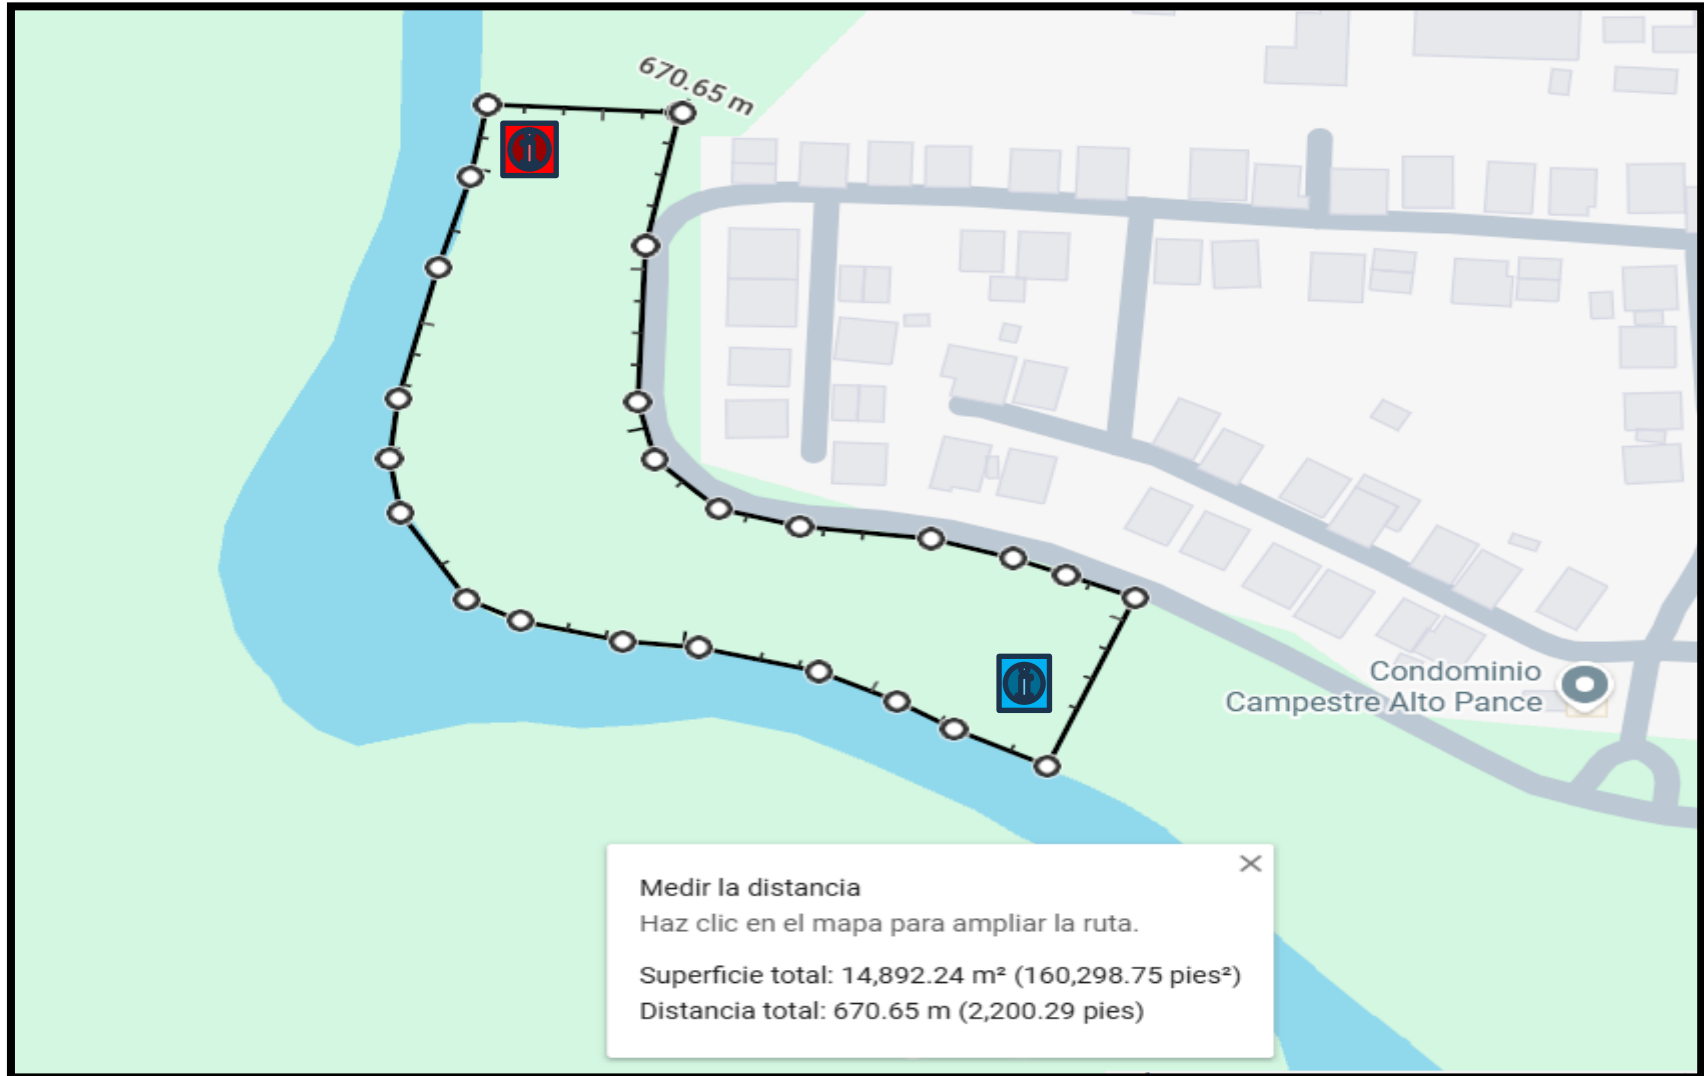 670.65 m
Condominio
Campestre Alto Pance
Medir la distancia
Haz clic en el mapa para ampliar la ruta.
Superficie total: 14,892.24 m² (160,298.75 pies²)
Distancia total: 670.65 m (2,200.29 pies)